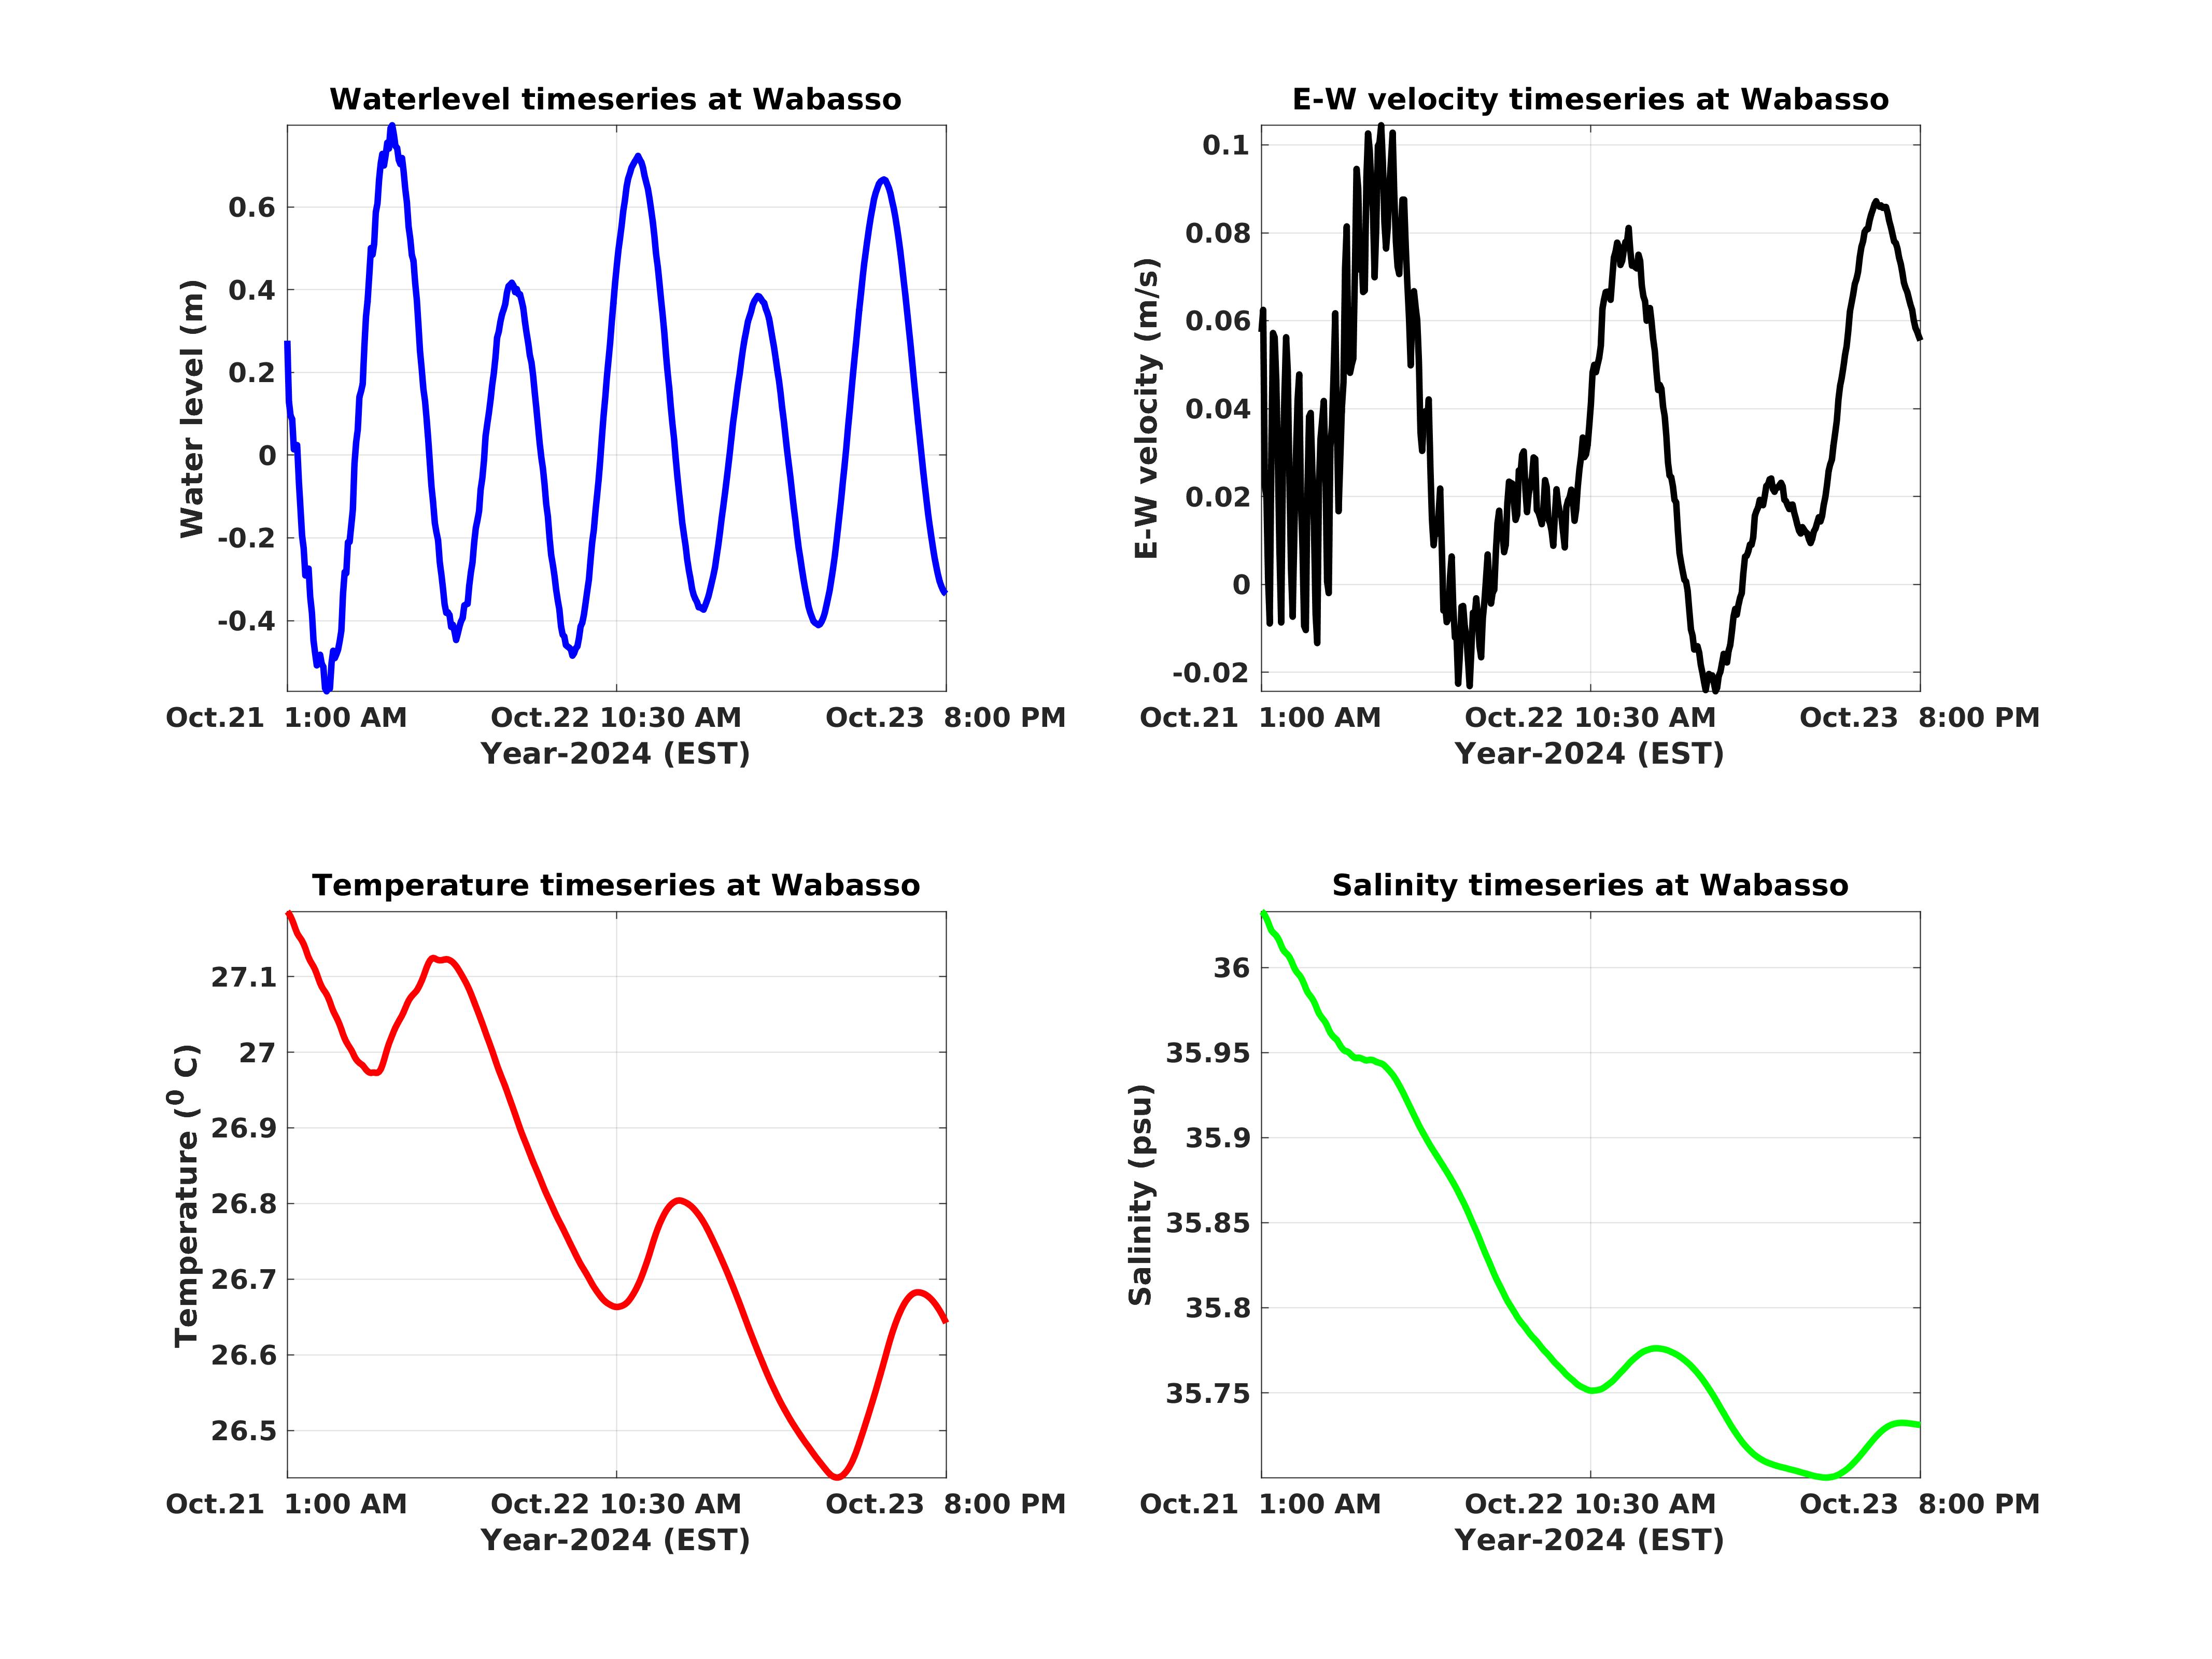 Waterlevel timeseries at Wabasso
Water level (m)
0.6
0.4
0.2
0
-0.2
-0.4
Oct.21  1:00 AM
Oct.22 10:30 AM
Oct.23  8:00 PM
Year-2024 (EST)
E-W velocity timeseries at Wabasso
E-W velocity (m/s)
0.1
0.08
0.06
0.04
0.02
0
-0.02
Oct.21  1:00 AM
Oct.22 10:30 AM
Oct.23  8:00 PM
Year-2024 (EST)
Temperature timeseries at Wabasso
Temperature (⁰ C)
27.1
27
26.9
26.8
26.7
26.6
26.5
Oct.21  1:00 AM
Oct.22 10:30 AM
Oct.23  8:00 PM
Year-2024 (EST)
Salinity timeseries at Wabasso
Salinity (psu)
36
35.95
35.9
35.85
35.8
35.75
Oct.21  1:00 AM
Oct.22 10:30 AM
Oct.23  8:00 PM
Year-2024 (EST)